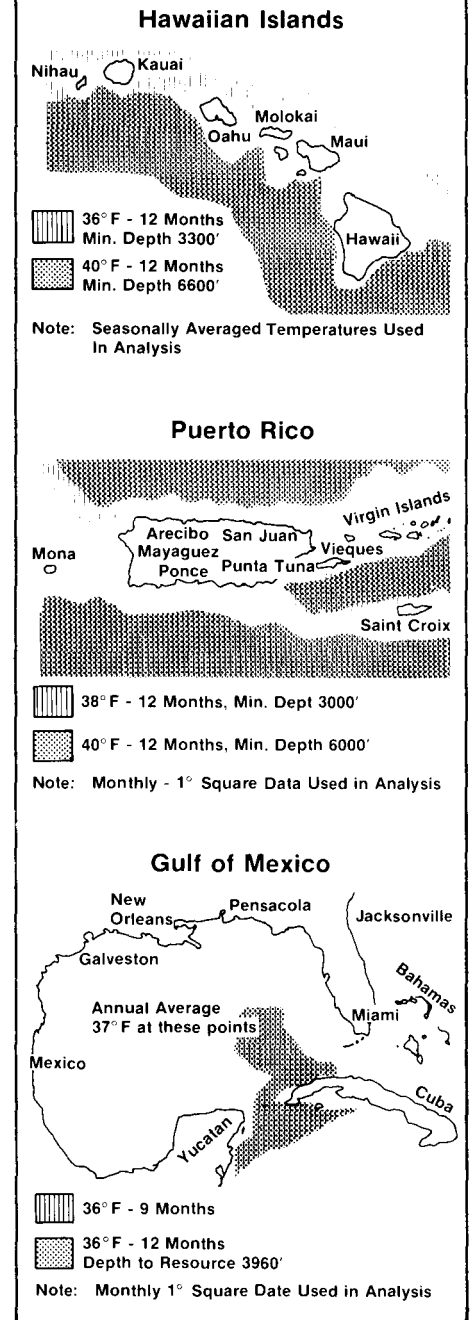 Hawaiian Islands
Nihau
Kauai
Oahu
Molokai
Maui
Hawaii
36°F - 12 Months
Min. Depth 3300'
40°F - 12 Months
Min. Depth 6600'
Note: Seasonally Averaged Temperatures Used
In Analysis
Puerto Rico
Virgin Islands
Arecibo San Juan
Mona
Mayaguez
Vieques
Ponce
Punta Tuna
Saint Croix
38°F - 12 Months, Min. Dept 3000'
40°F - 12 Months, Min. Depth 6000'
Note: Monthly - 1° Square Data Used in Analysis
Gulf of Mexico
New
Orleans
Pensacola
Jacksonville
Galveston
Bahamas
Annual Average
37°F at these points
Miami
Mexico
Cuba
Yucatan
36°F - 9 Months
36°F - 12 Months
Depth to Resource 3960'
Note: Monthly 1° Square Date Used in Analysis